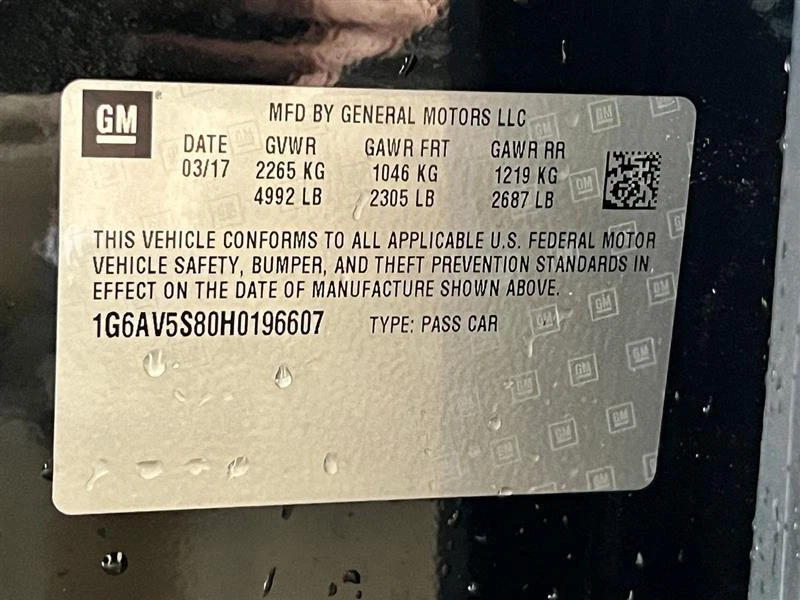 GM
MFD BY GENERAL MOTORS LLC
DATE GVWR GAWR FRT GAWR RR
03/17 2265 KG 1046 KG 1219 KG
4992 LB 2305 LB 2687 LB
THIS VEHICLE CONFORMS TO ALL APPLICABLE U.S. FEDERAL MOTOR
VEHICLE SAFETY, BUMPER, AND THEFT PREVENTION STANDARDS IN
EFFECT ON THE DATE OF MANUFACTURE SHOWN ABOVE.
1G6AV5S80H0196607 TYPE: PASS CAR